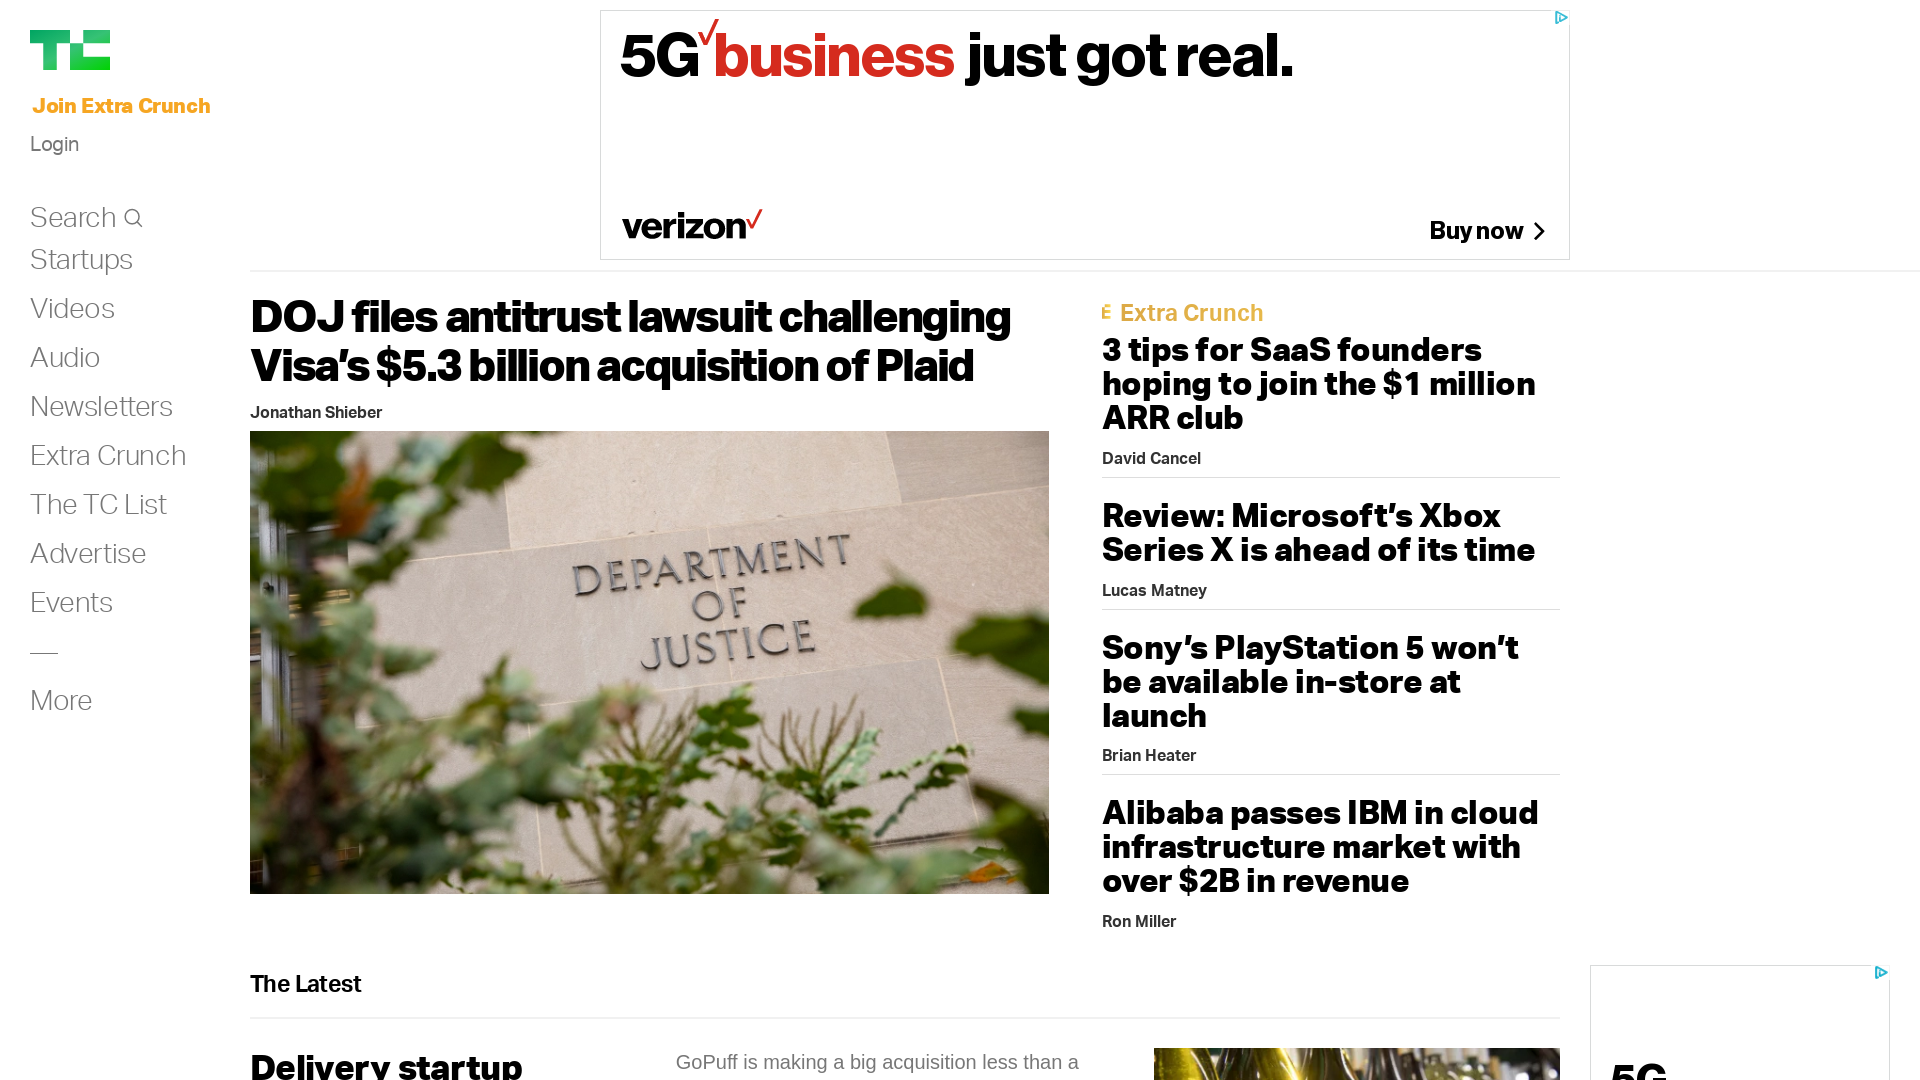 TC
Join Extra Crunch
Login
Search
Startups
Videos
Audio
Newsletters
Extra Crunch
The TC List
Advertise
Events
—
More
5G business just got real.
verizon
Buy now
DOJ files antitrust lawsuit challenging
Visa’s $5.3 billion acquisition of Plaid
Jonathan Shieber
DEPARTMENT
OF
JUSTICE
Extra Crunch
3 tips for SaaS founders
hoping to join the $1 million
ARR club
David Cancel
Review: Microsoft’s Xbox
Series X is ahead of its time
Lucas Matney
Sony’s PlayStation 5 won’t
be available in-store at
launch
Brian Heater
Alibaba passes IBM in cloud
infrastructure market with
over $2B in revenue
Ron Miller
The Latest
Delivery startup
GoPuff is making a big acquisition less than a
5G